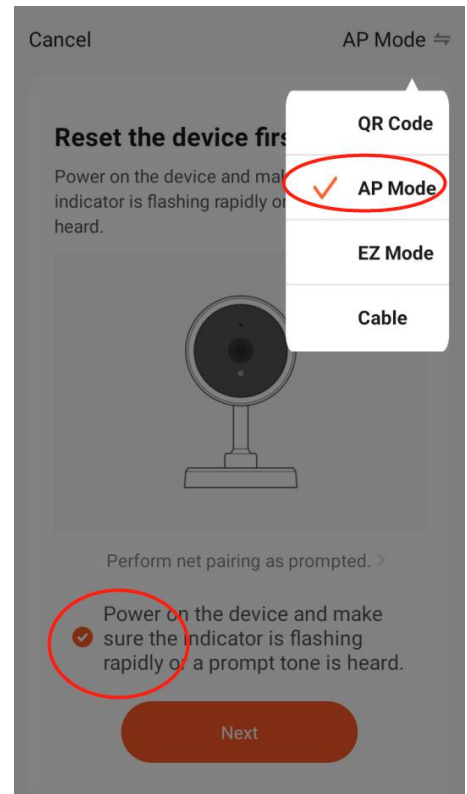 Cancel
AP Mode
QR Code
AP Mode
EZ Mode
Cable
Reset the device firs
Power on the device and mak
indicator is flashing rapidly or
heard.
Perform net pairing as prompted. >
Power on the device and make
sure the indicator is flashing
rapidly or a prompt tone is heard.
Next